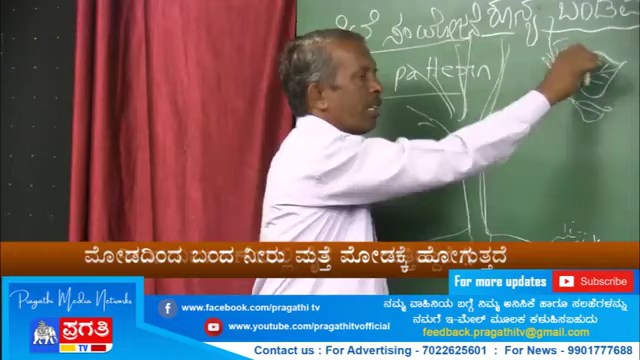 ಸಂಯೋಜನೆ
pattern
ಮೋಡದಿಂದ ಬಂದ ನೀರು ಮತ್ತೆ ಮೋಡಕ್ಕೆ ಹೋಗುತ್ತದೆ
For more updates Subscribe
Pragathi Media Networks
ಪ್ರಗತಿ
TV
www.facebook.com/pragathi tv
www.youtube.com/pragathitvofficial
ನಮ್ಮ ವಾಹಿನಿಯ ಬಗ್ಗೆ ನಿಮ್ಮ ಅನಿಸಿಕೆ ಹಾಗೂ ಸಲಹೆಗಳನ್ನು
ನಮಗೆ ಇ-ಮೇಲ್ ಮೂಲಕ ಕಳುಹಿಸಬಹುದು
feedback.pragathitv@gmail.com
Contact us : For Advertising - 7022625601 : For News - 9901777688